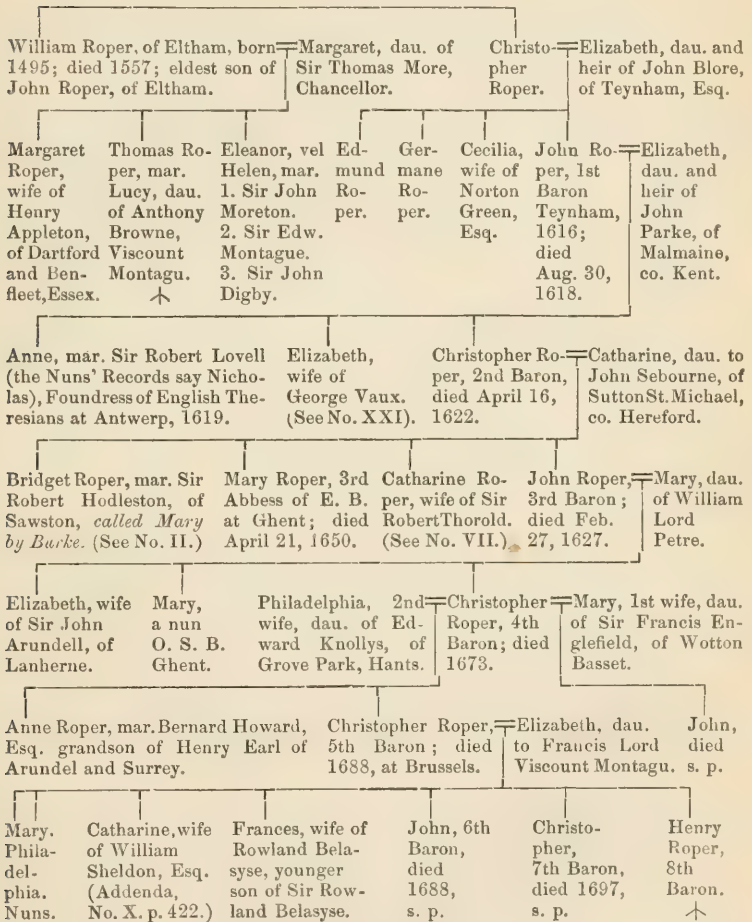 William Roper, of Eltham, born
1495; died 1557; eldest son of
John Roper, of Eltham.
Margaret, dau. of
Sir Thomas More,
Chancellor.
Christo-
pher
Roper.
Elizabeth, dau. and
heir of John Blore,
of Teynham, Esq.
Margaret
Roper,
wife of
Henry
Appleton,
of Dartford
and Ben-
fleet, Essex.
Thomas Ro-
per, mar.
Lucy, dau.
of Anthony
Browne,
Viscount
Montagu.
Eleanor, vel
Helen, mar.
1. Sir John
Moreton.
2. Sir Edw.
Montague.
3. Sir John
Digby.
Ed-
mund
Ro-
per.
Ger-
mane
Ro-
per.
Cecilia,
wife of
Norton
Green,
Esq.
John Ro-
per, 1st
Baron
Teynham,
1616;
died
Aug. 30,
1618.
Elizabeth,
dau. and
heir of
John
Parke, of
Malmaine,
co. Kent.
Anne, mar. Sir Robert Lovell
(the Nuns' Records say Nicho-
las), Foundress of English The-
resians at Antwerp, 1619.
Elizabeth,
wife of
George Vaux.
(See No. XXI).
Christopher Ro-
per, 2nd Baron,
died April 16,
1622.
Catharine, dau. to
John Sebourne, of
Sutton St. Michael,
co. Hereford.
Bridget Roper, mar. Sir
Robert Hodleston, of
Sawston, called Mary
by Burke. (See No. II.)
Mary Roper, 3rd
Abbess of E. B.
at Ghent; died
April 21, 1650.
Catharine Ro-
per, wife of Sir
Robert Thorold.
(See No. VII.)
John Roper,
3rd Baron;
died Feb.
27, 1627.
Mary, dau.
of William
Lord
Petre.
Elizabeth, wife
of Sir John
Arundell, of
Lanherne.
Mary,
a nun
O. S. B.
Ghent.
Philadelphia, 2nd
wife, dau. of Ed-
ward Knollys, of
Grove Park, Hants.
Christopher
Roper, 4th
Baron; died
1673.
Mary, 1st wife, dau.
of Sir Francis En-
glefield, of Wotton
Basset.
Anne Roper, mar. Bernard Howard,
Esq. grandson of Henry Earl of
Arundel and Surrey.
Christopher Roper,
5th Baron; died
1688, at Brussels.
Elizabeth, dau.
to Francis Lord
Viscount Montagu.
John,
died
s. p.
Mary.
Phila-
del-
phia.
Nuns.
Catharine, wife
of William
Sheldon, Esq.
(Addenda,
No. X. p. 422.)
Frances, wife of
Rowland Bela-
syse, younger
son of Sir Row-
land Belasyse.
John, 6th
Baron,
died
1688,
s. p.
Christo-
pher,
7th Baron,
died 1697,
s. p.
Henry
Roper,
8th
Baron.